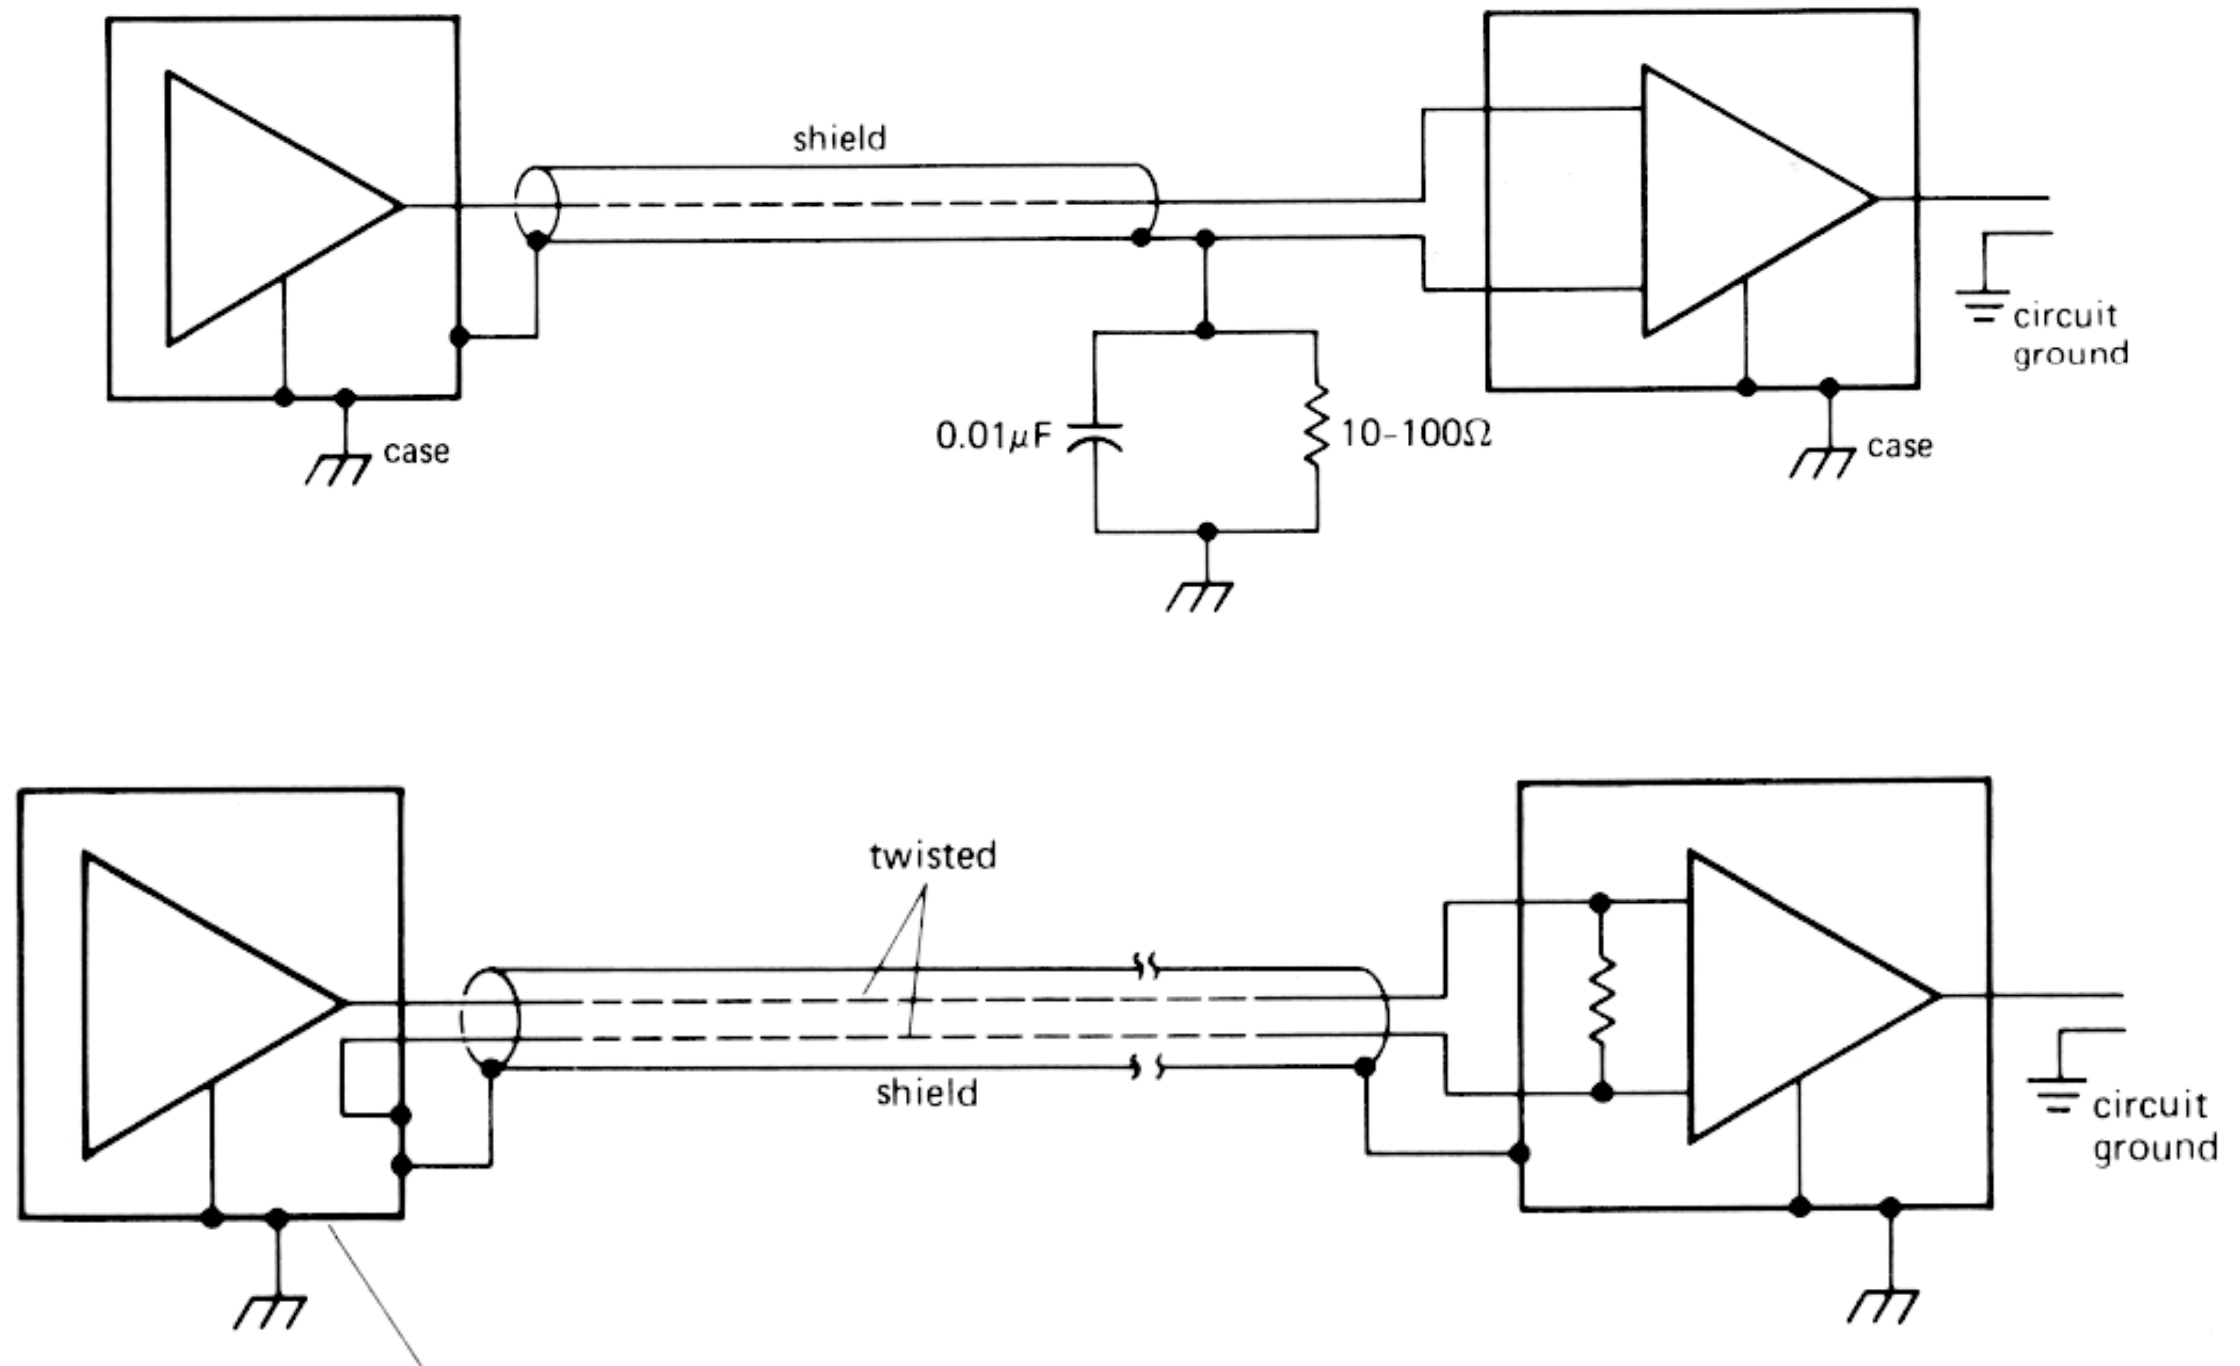 shield
circuit
ground
0.01μF
10-100Ω
case
case
twisted
shield
circuit
ground